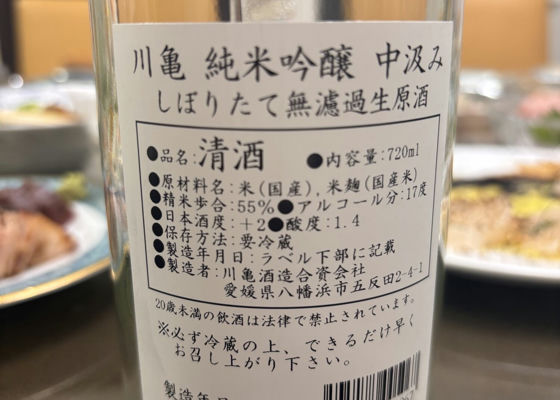 川亀 純米吟醸 中汲み
しぼりたて無濾過生原酒
●品名:清酒 ●内容量:720ml
●原材料名:米(国産),米麹(国産米)
●精米歩合:55%●アルコール分:17度
●日本酒度:+2●酸度:1.4
●保存方法:要冷蔵
●製造年月日:ラベル下部に記載
●製造者:川亀酒造合資会社
愛媛県八幡浜市五反田2-4-1
20歳未満の飲酒は法律で禁止されています。
※必ず冷蔵の上、できるだけ早く
お召し上がり下さい。
製造年